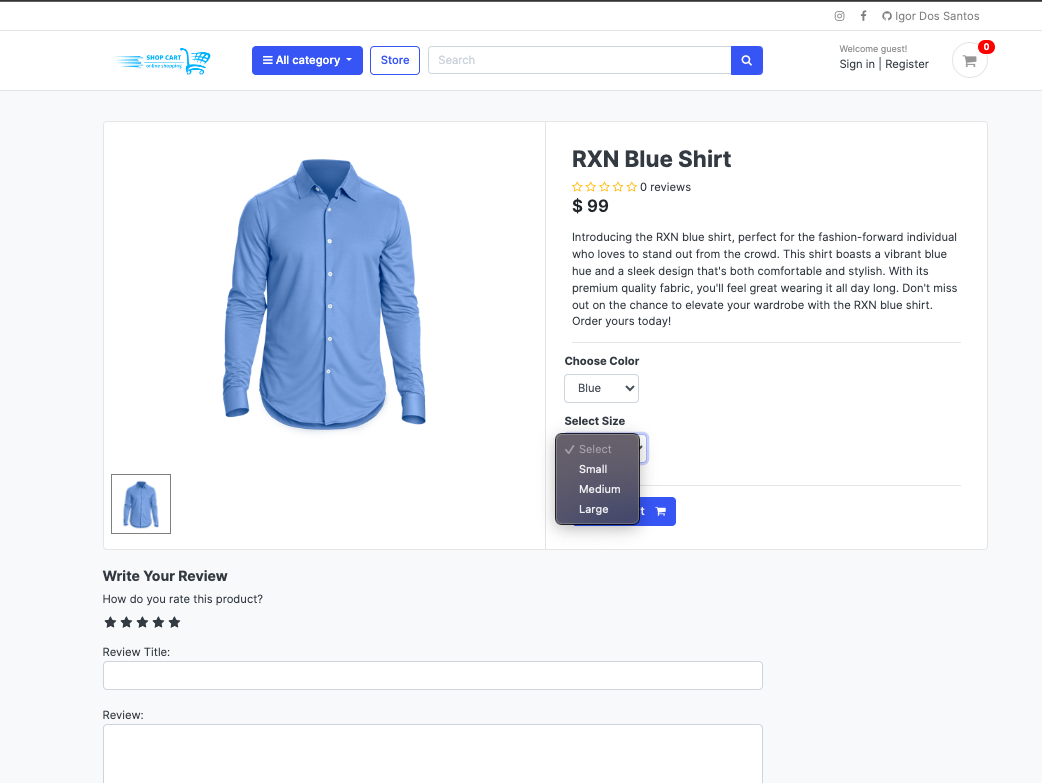 Igor Dos Santos
SHOP CART
online shopping
All category
Store
Search
Welcome guest!
Sign in | Register
0
RXN Blue Shirt
0 reviews
$ 99
Introducing the RXN blue shirt, perfect for the fashion-forward individual
who loves to stand out from the crowd. This shirt boasts a vibrant blue
hue and a sleek design that's both comfortable and stylish. With its
premium quality fabric, you'll feel great wearing it all day long. Don't miss
out on the chance to elevate your wardrobe with the RXN blue shirt.
Order yours today!
Choose Color
Blue
Select Size
Select
Small
Medium
Large
Write Your Review
How do you rate this product?
Review Title:
Review: